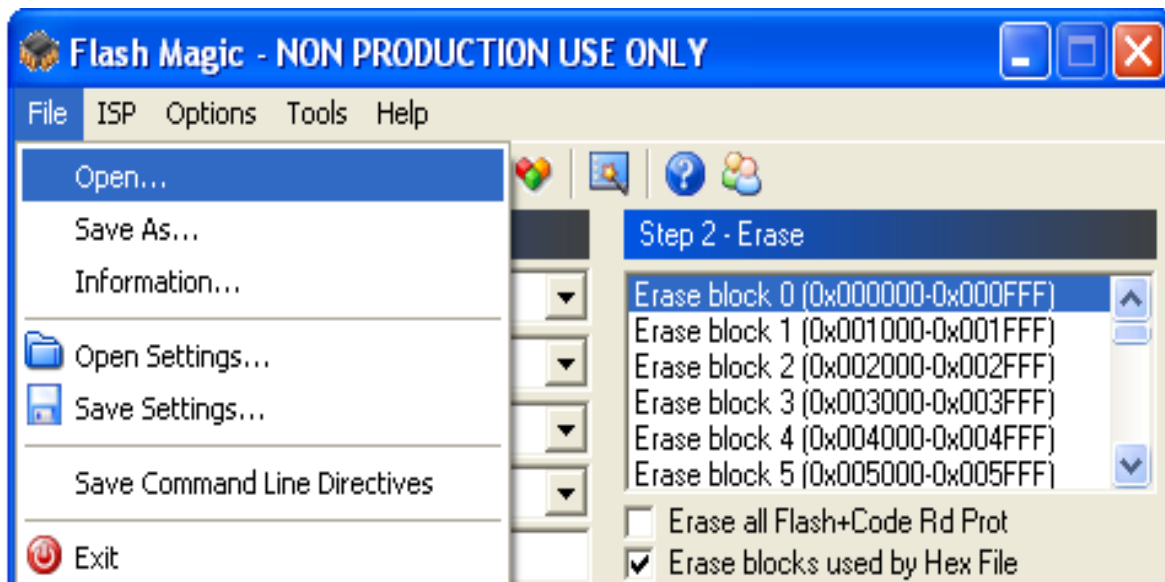 Flash Magic - NON PRODUCTION USE ONLY
File ISP Options Tools Help
Open...
Save As...
Information...
Open Settings...
Save Settings...
Save Command Line Directives
Exit
Step 2 - Erase
Erase block 0 (0x000000-0x000FFF)
Erase block 1 (0x001000-0x001FFF)
Erase block 2 (0x002000-0x002FFF)
Erase block 3 (0x003000-0x003FFF)
Erase block 4 (0x004000-0x004FFF)
Erase block 5 (0x005000-0x005FFF)
Erase all Flash+Code Rd Prot
Erase blocks used by Hex File